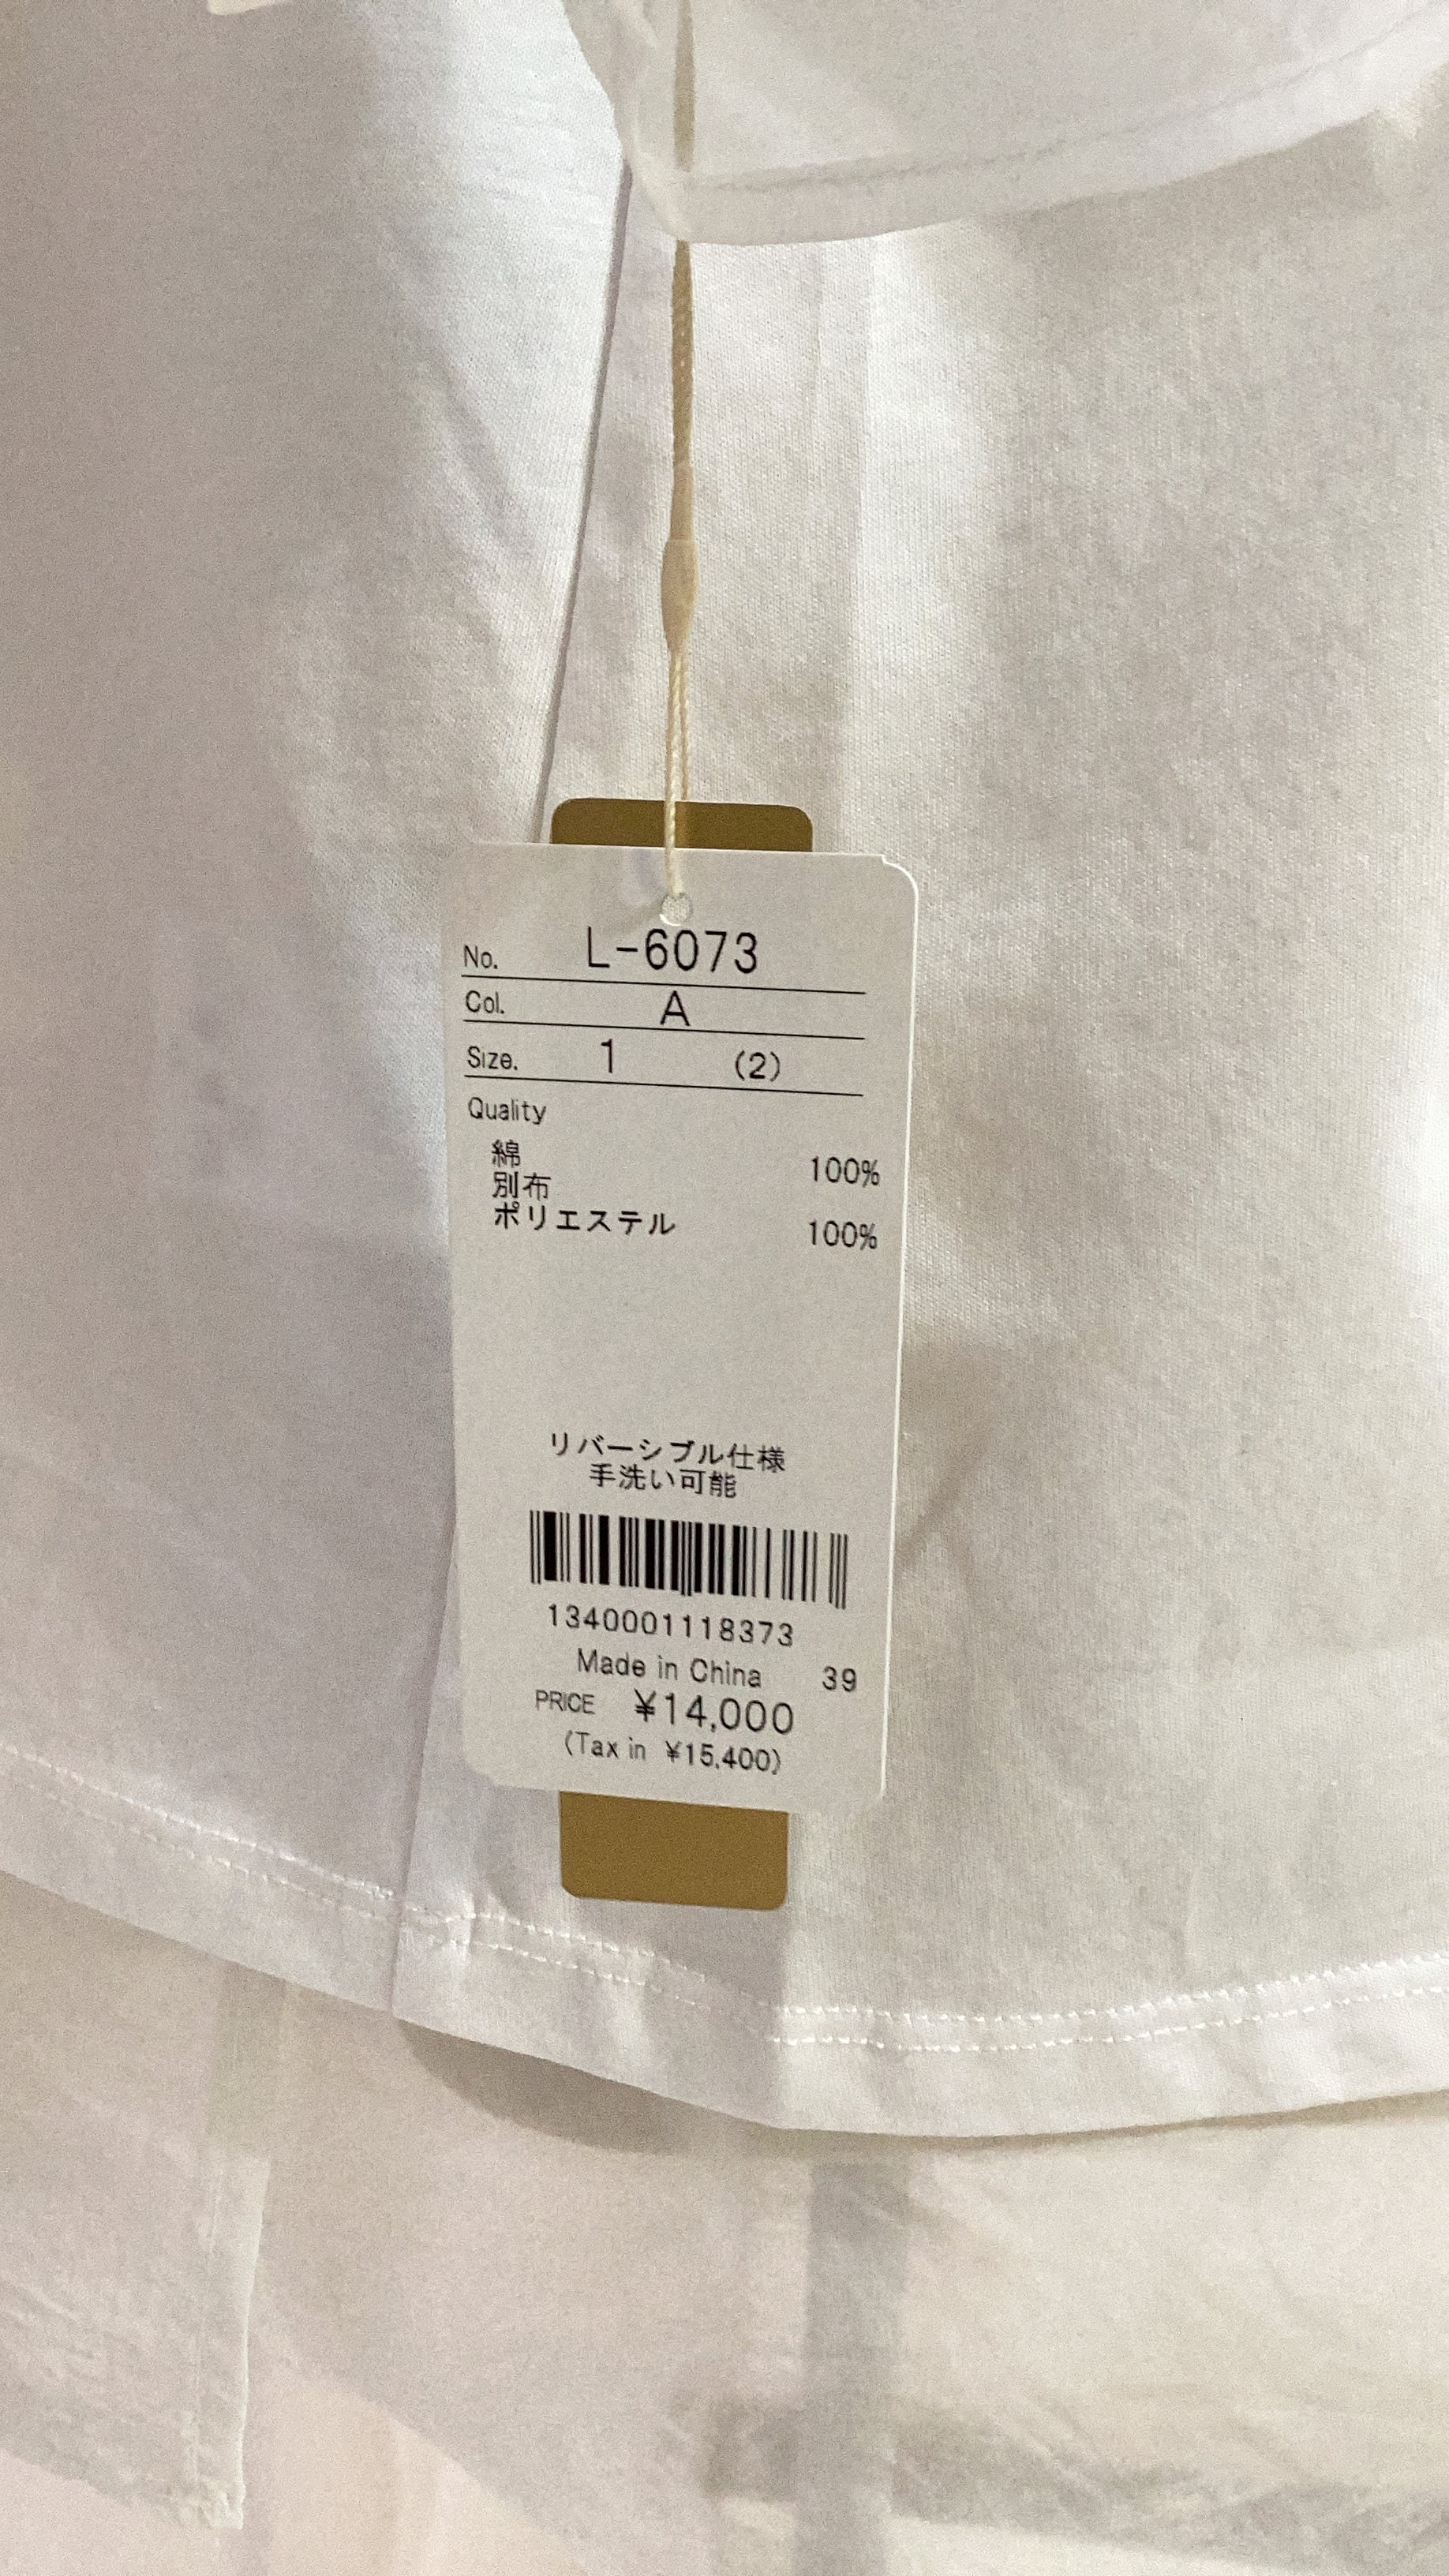 No. L-6073
Col. A
Size. 1 (2)
Quality
綿 100%
別布
ポリエステル 100%
リバーシブル仕様
手洗い可能
1340001118373
Made in China 39
PRICE ¥14,000
(Tax in ¥15,400)